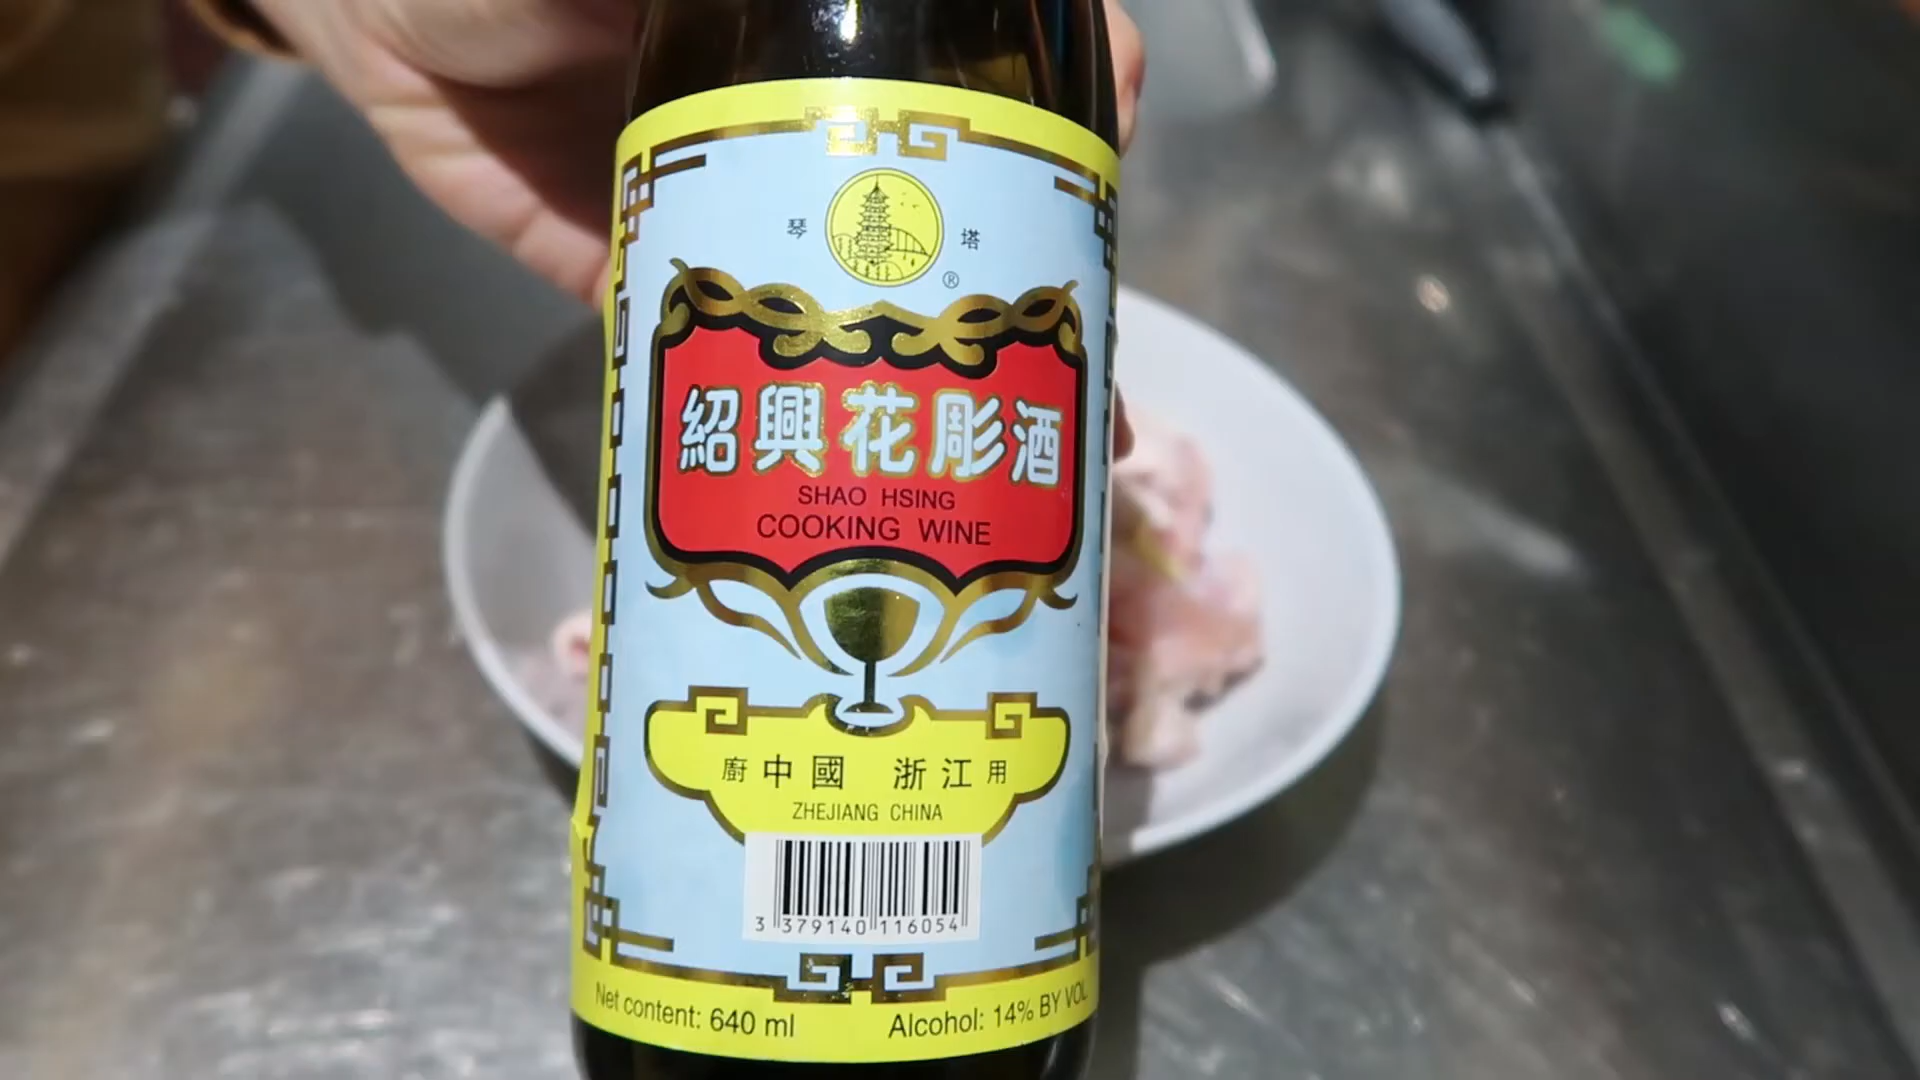 琴 塔
®
紹興花彫酒
SHAO HSING
COOKING WINE
廚中國 浙江用
ZHEJIANG CHINA
3 379140 116054
Net content: 640 ml Alcohol: 14% BY VOL